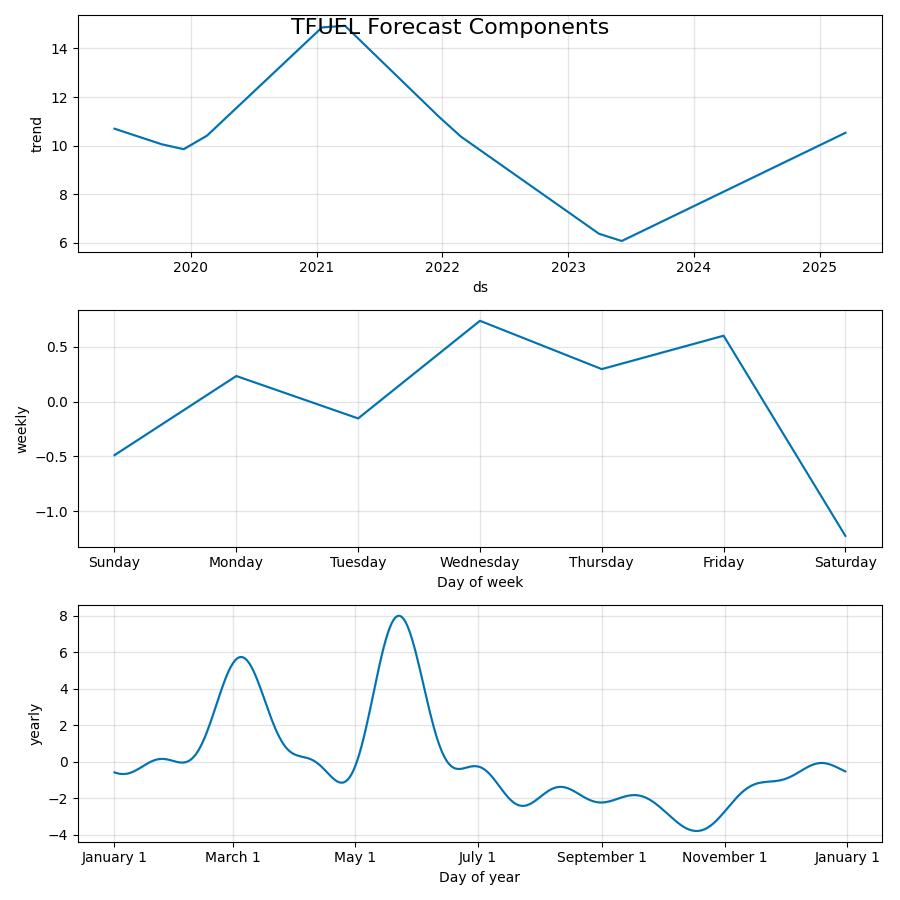 TFUEL Forecast Components
14
12
10
8
6
trend
2020 2021 2022 2023 2024 2025
ds
0.5
0.0
−0.5
−1.0
weekly
Sunday Monday Tuesday Wednesday Thursday Friday Saturday
Day of week
8
6
4
2
0
−2
−4
yearly
January 1 March 1 May 1 July 1 September 1 November 1 January 1
Day of year